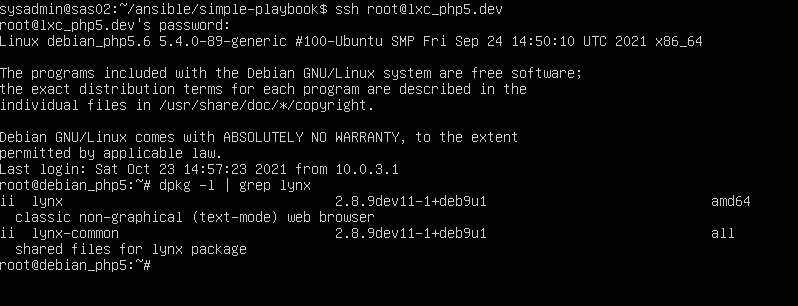 sysadmin@sas02:~/ansible/simple-playbook$ ssh root@lxc_php5.dev
root@lxc_php5.dev's password:
Linux debian_php5.6 5.4.0-89-generic #100-Ubuntu SMP Fri Sep 24 14:50:10 UTC 2021 x86_64
The programs included with the Debian GNU/Linux system are free software;
the exact distribution terms for each program are described in the
individual files in /usr/share/doc/*/copyright.
Debian GNU/Linux comes with ABSOLUTELY NO WARRANTY, to the extent
permitted by applicable law.
Last login: Sat Oct 23 14:57:23 2021 from 10.0.3.1
root@debian_php5:~# dpkg -l | grep lynx
ii  lynx                          2.8.9dev11-1+deb9u1                     amd64
  classic non-graphical (text-mode) web browser
ii  lynx-common                   2.8.9dev11-1+deb9u1                     all
  shared files for lynx package
root@debian_php5:~#